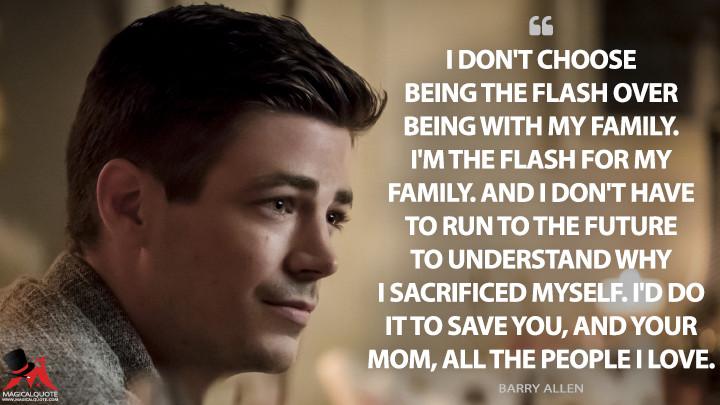 I DON'T CHOOSE
BEING THE FLASH OVER
BEING WITH MY FAMILY.
I'M THE FLASH FOR MY
FAMILY. AND I DON'T HAVE
TO RUN TO THE FUTURE
TO UNDERSTAND WHY
I SACRIFICED MYSELF. I'D DO
IT TO SAVE YOU, AND YOUR
MOM, ALL THE PEOPLE I LOVE.
BARRY ALLEN
MAGICALQUOTE
WWW.MAGICALQUOTE.COM